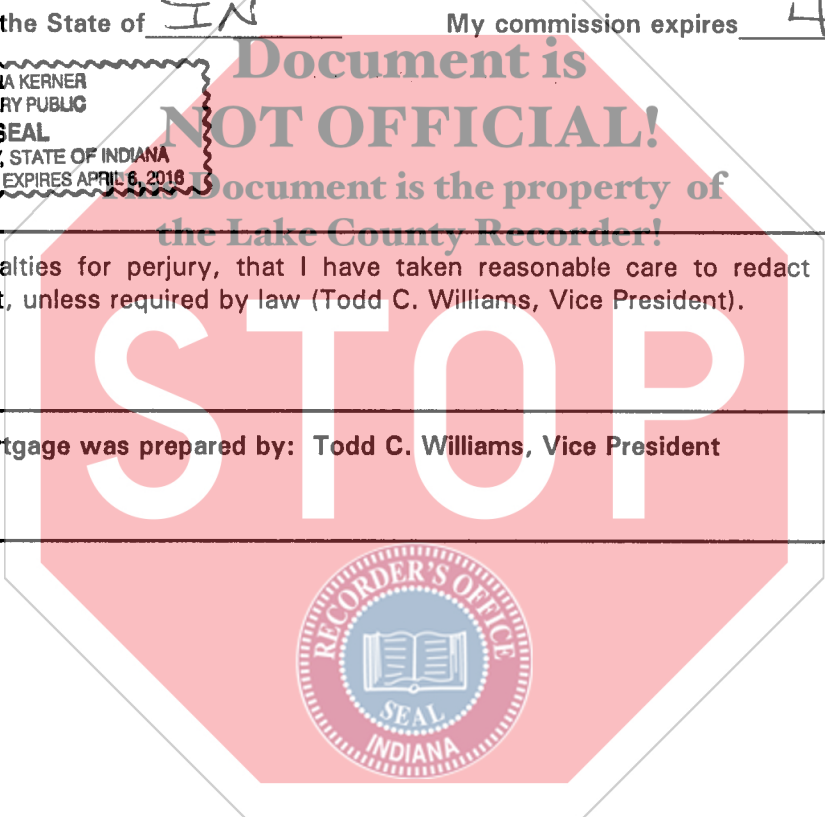 the State of IN My commission expires 4
Document is
A KERNER
RY PUBLIC
NOT OFFICIAL!
SEAL
, STATE OF INDIANA
EXPIRES APRIL 6, 2016
Document is the property of
the Lake County Recorder!
alties for perjury, that I have taken reasonable care to redact
t, unless required by law (Todd C. Williams, Vice President).
STOP
tgage was prepared by: Todd C. Williams, Vice President
RECORDER'S OFFICE
SEAL
INDIANA